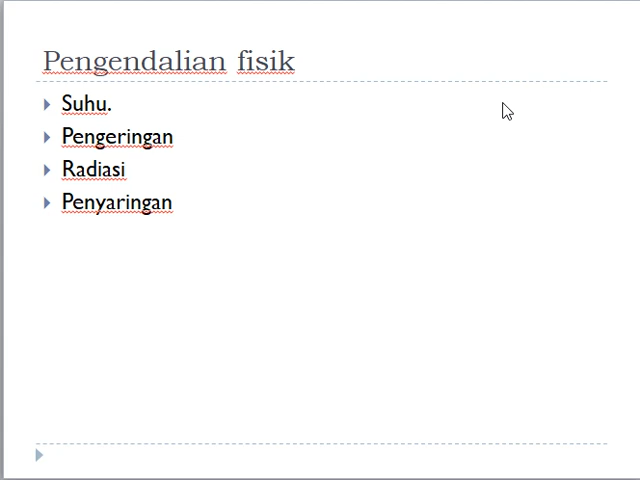 Pengendalian fisik
Suhu.
Pengeringan
Radiasi
Penyaringan